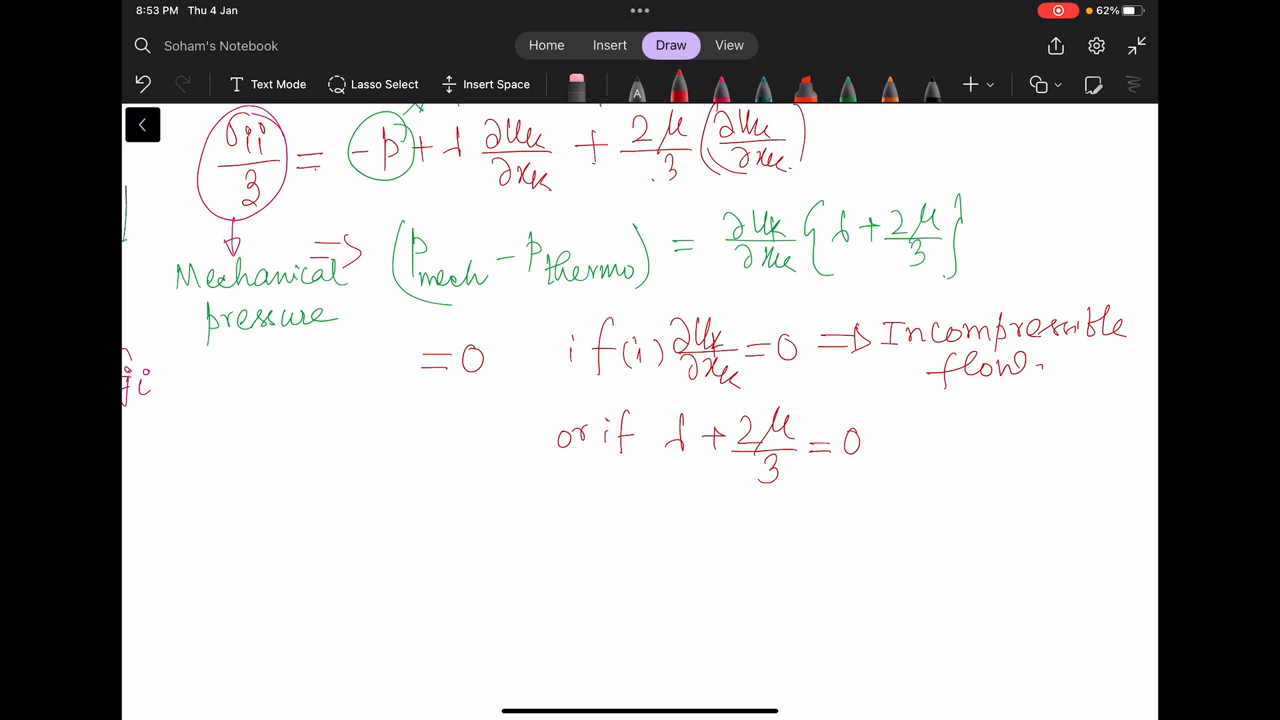 8:53 PM Thu 4 Jan
62%
Soham's Notebook
Home Insert Draw View
Text Mode Lasso Select Insert Space
A
σii/3 = -p + λ ∂uk/∂xk + 2μ/3 (∂uk/∂xk)
Mechanical pressure
=> (Pmech - Pthermo) = ∂uk/∂xk {λ + 2μ/3}
= 0 if (i) ∂uk/∂xk = 0 => Incompressible flow.
or if λ + 2μ/3 = 0